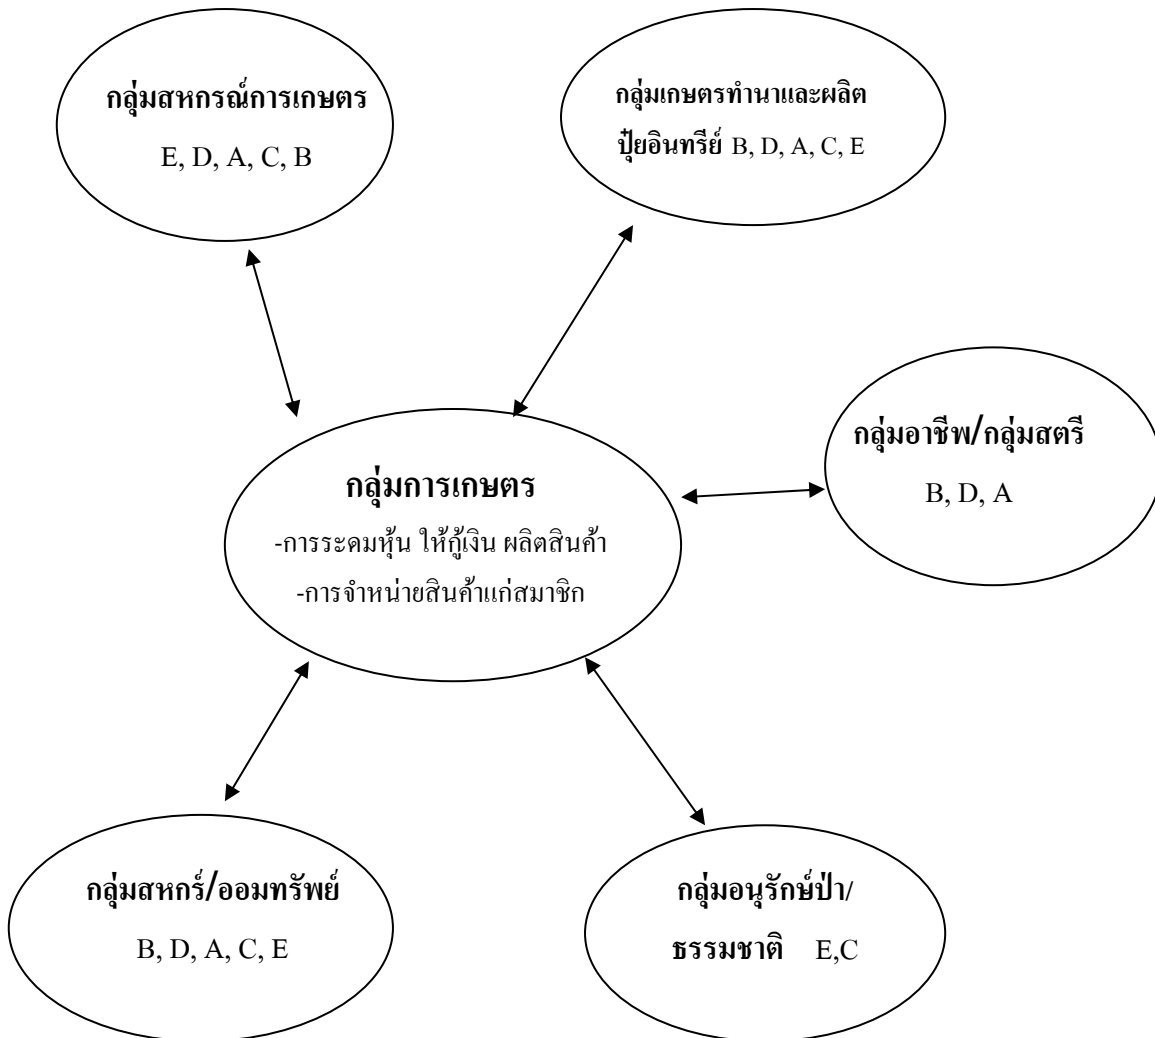 กลุ่มสหกรณ์การเกษตร
E, D, A, C, B
กลุ่มเกษตรทำนาและผลิต
ปุ๋ยอินทรีย์ B, D, A, C, E
กลุ่มอาชีพ/กลุ่มสตรี
B, D, A
กลุ่มการเกษตร
-การระดมหุ้น ให้กู้เงิน ผลิตสินค้า
-การจำหน่ายสินค้าแก่สมาชิก
กลุ่มสหกร์/ออมทรัพย์
B, D, A, C, E
กลุ่มอนุรักษ์ป่า/
ธรรมชาติ E,C